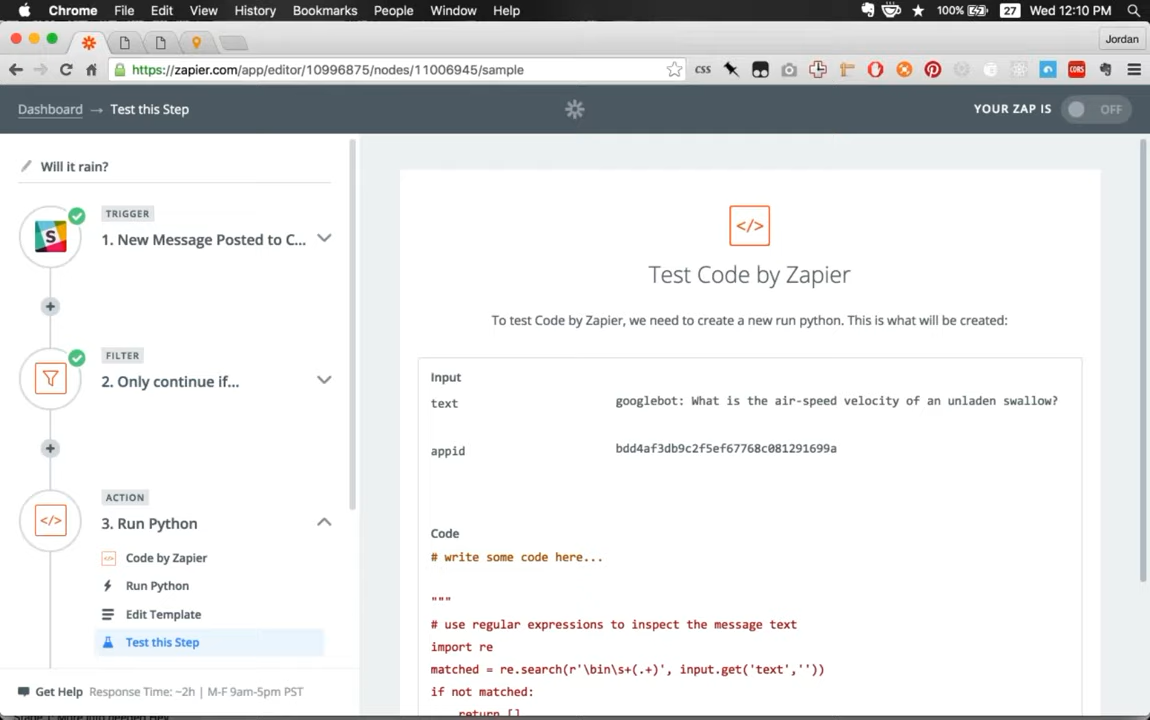 Chrome File Edit View History Bookmarks People Window Help 100% 27 Wed 12:10 PM
Jordan
https://zapier.com/app/editor/10996875/nodes/11006945/sample CSS CORS
Dashboard → Test this Step YOUR ZAP IS OFF
Will it rain?
TRIGGER
S 1. New Message Posted to C...
FILTER
2. Only continue if...
ACTION
</> 3. Run Python
</> Code by Zapier
Run Python
Edit Template
Test this Step
Get Help Response Time: ~2h | M-F 9am-5pm PST
</>
Test Code by Zapier
To test Code by Zapier, we need to create a new run python. This is what will be created:
Input
text googlebot: What is the air-speed velocity of an unladen swallow?
appid bdd4af3db9c2f5ef67768c081291699a
Code
# write some code here...
"""
# use regular expressions to inspect the message text
import re
matched = re.search(r'\bin\s+(.+)', input.get('text',''))
if not matched:
return []